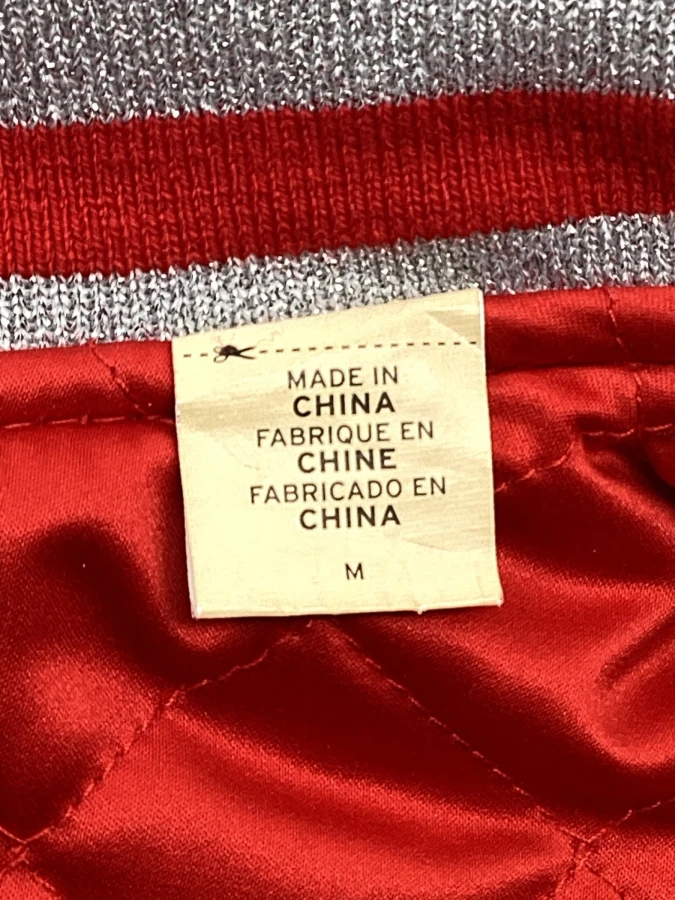 MADE IN
CHINA
FABRIQUE EN
CHINE
FABRICADO EN
CHINA
M